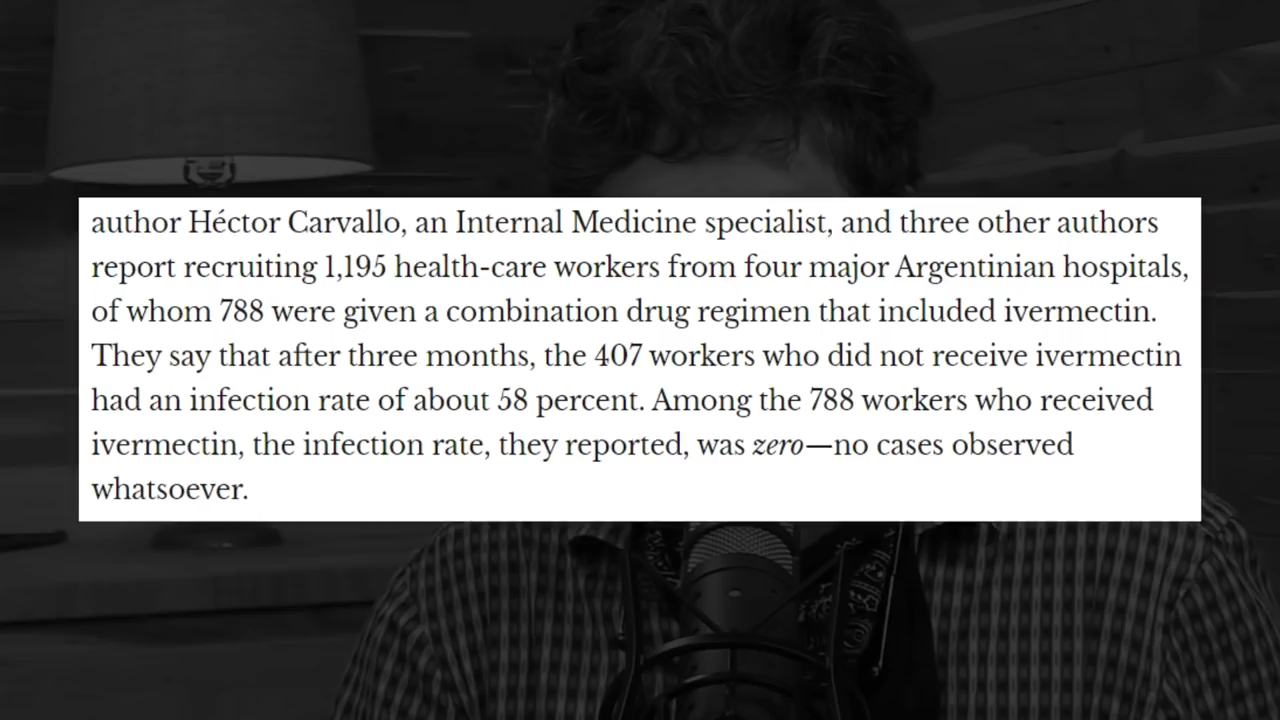 author Héctor Carvallo, an Internal Medicine specialist, and three other authors
report recruiting 1,195 health-care workers from four major Argentinian hospitals,
of whom 788 were given a combination drug regimen that included ivermectin.
They say that after three months, the 407 workers who did not receive ivermectin
had an infection rate of about 58 percent. Among the 788 workers who received
ivermectin, the infection rate, they reported, was zero—no cases observed
whatsoever.